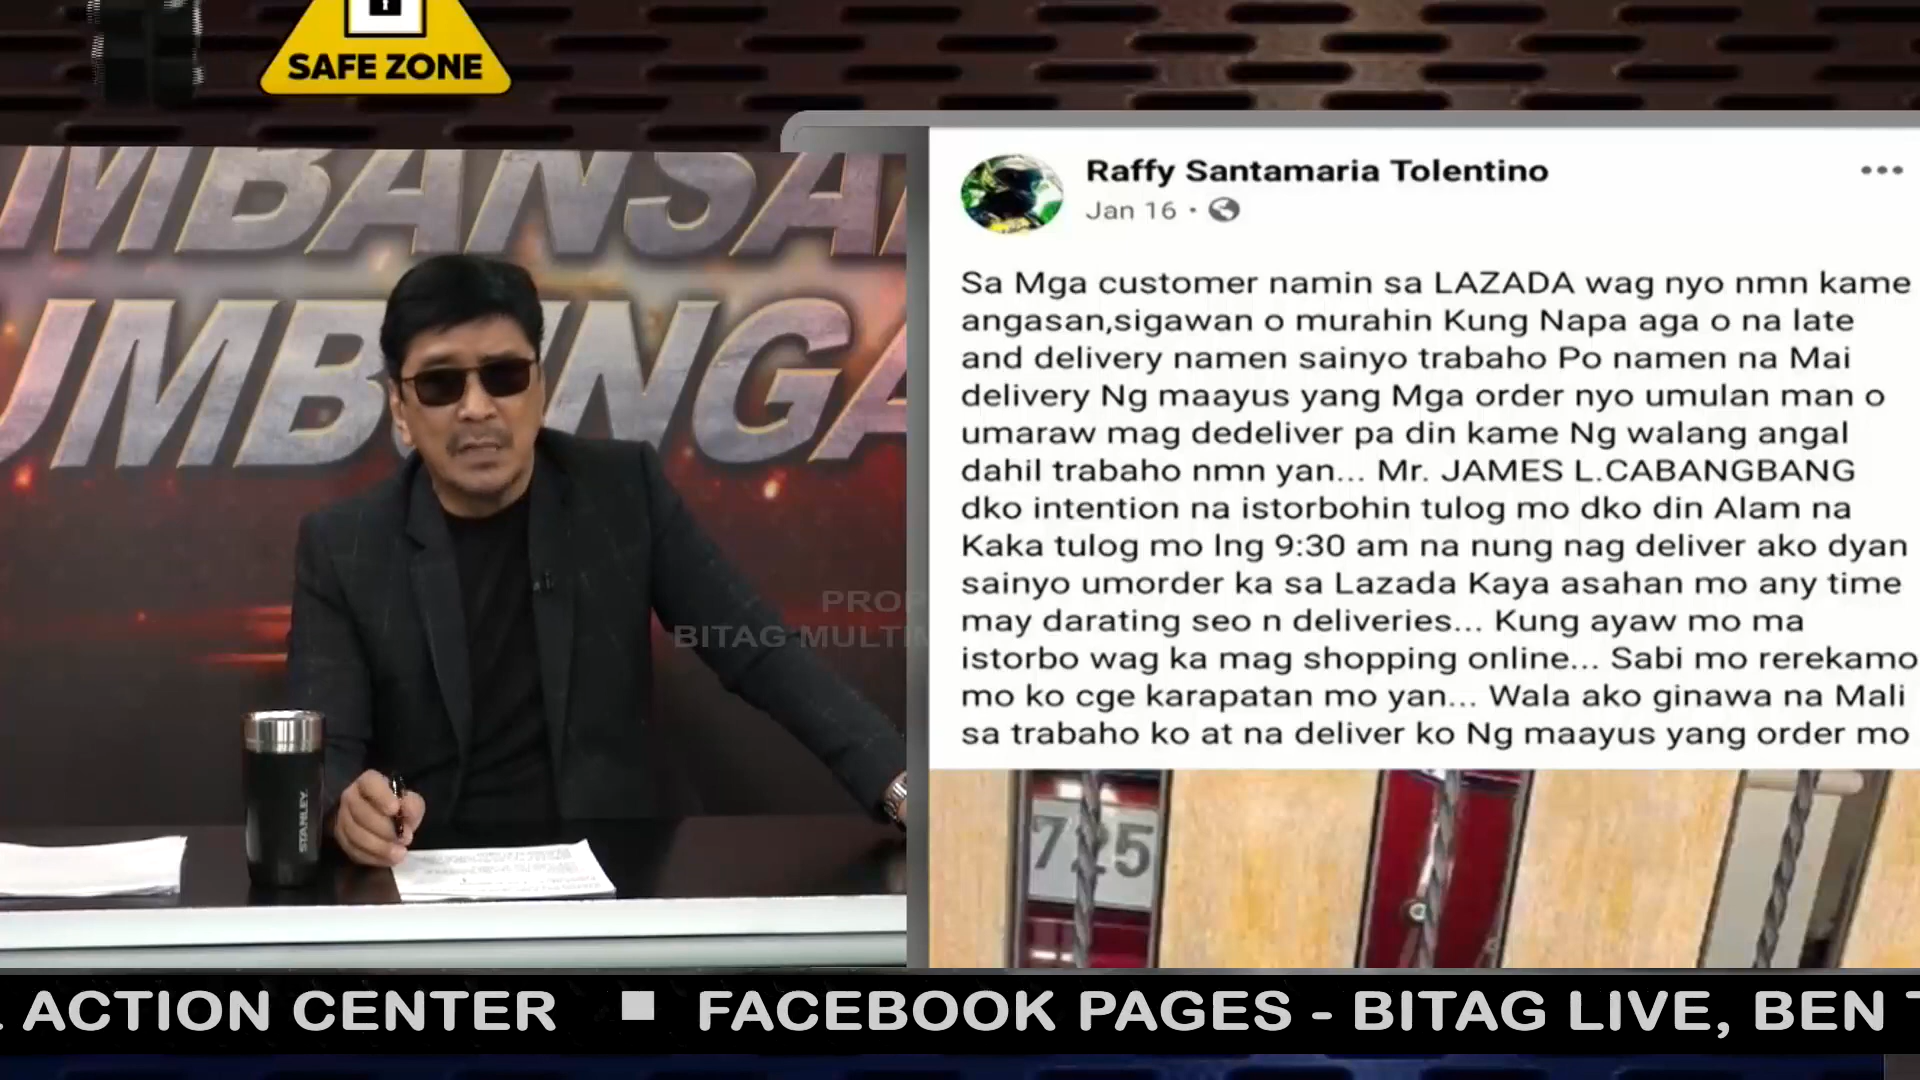 SAFE ZONE
MBANSA
UMBUNGA
Raffy Santamaria Tolentino
Jan 16
Sa Mga customer namin sa LAZADA wag nyo nmn kame
angasan,sigawan o murahin Kung Napa aga o na late
and delivery namen sainyo trabaho Po namen na Mai
delivery Ng maayus yang Mga order nyo umulan man o
umaraw mag dedeliver pa din kame Ng walang angal
dahil trabaho nmn yan... Mr. JAMES L.CABANGBANG
dko intention na istorbohin tulog mo dko din Alam na
Kaka tulog mo lng 9:30 am na nung nag deliver ako dyan
sainyo umorder ka sa Lazada Kaya asahan mo any time
may darating seo n deliveries... Kung ayaw mo ma
istorbo wag ka mag shopping online... Sabi mo rerekamo
mo ko cge karapatan mo yan... Wala ako ginawa na Mali
sa trabaho ko at na deliver ko Ng maayus yang order mo
PROP
BITAG MULTIM
STANLEY
725
ACTION CENTER ■ FACEBOOK PAGES - BITAG LIVE, BEN T